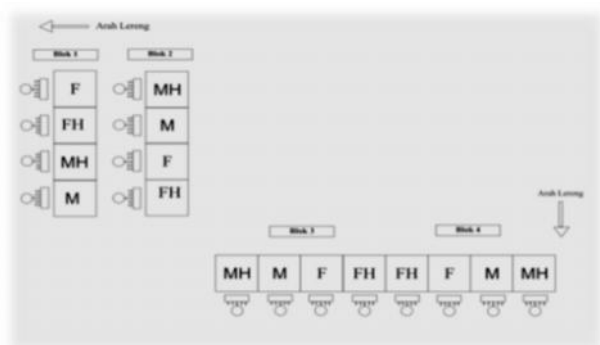 Arah Lereng
Blok 1 Blok 2
F MH
FH M
MH F
M FH
Arah Lereng
Blok 3 Blok 4
MH M F FH FH F M MH